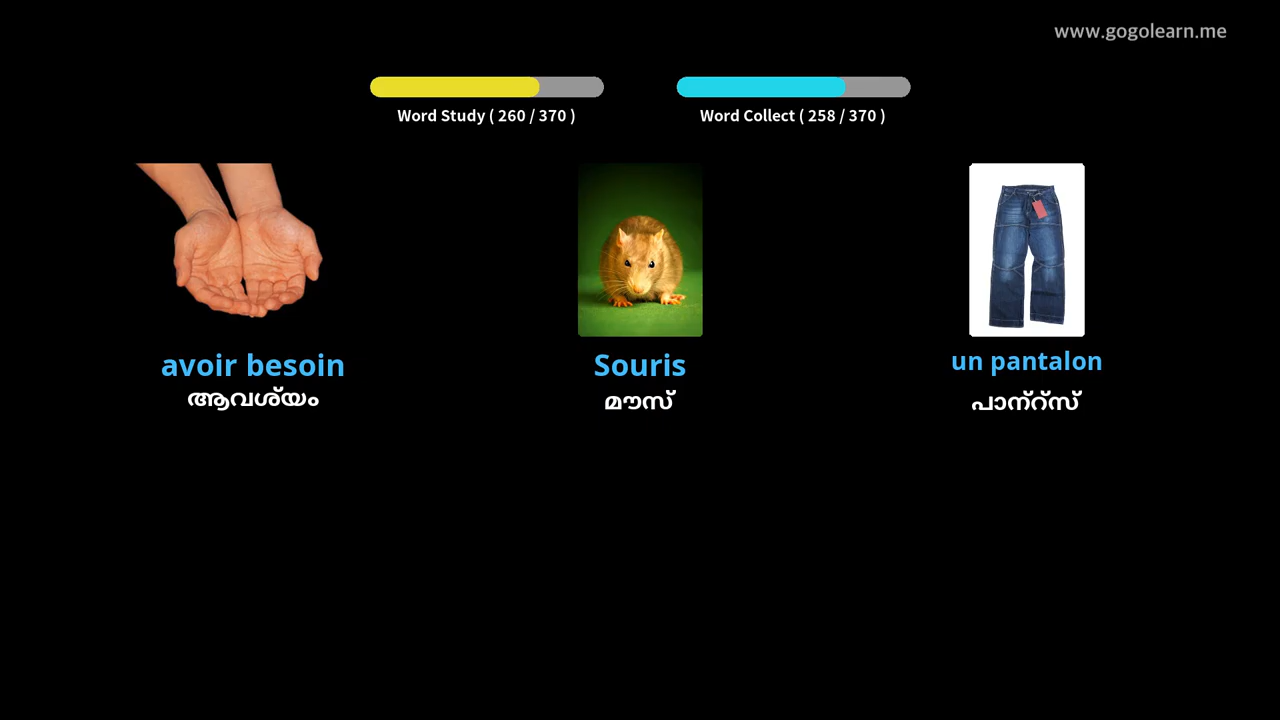 www.gogolearn.me
Word Study ( 260 / 370 )
Word Collect ( 258 / 370 )
avoir besoin
ആവശ്യം
Souris
മൗസ്
un pantalon
പാന്റ്സ്